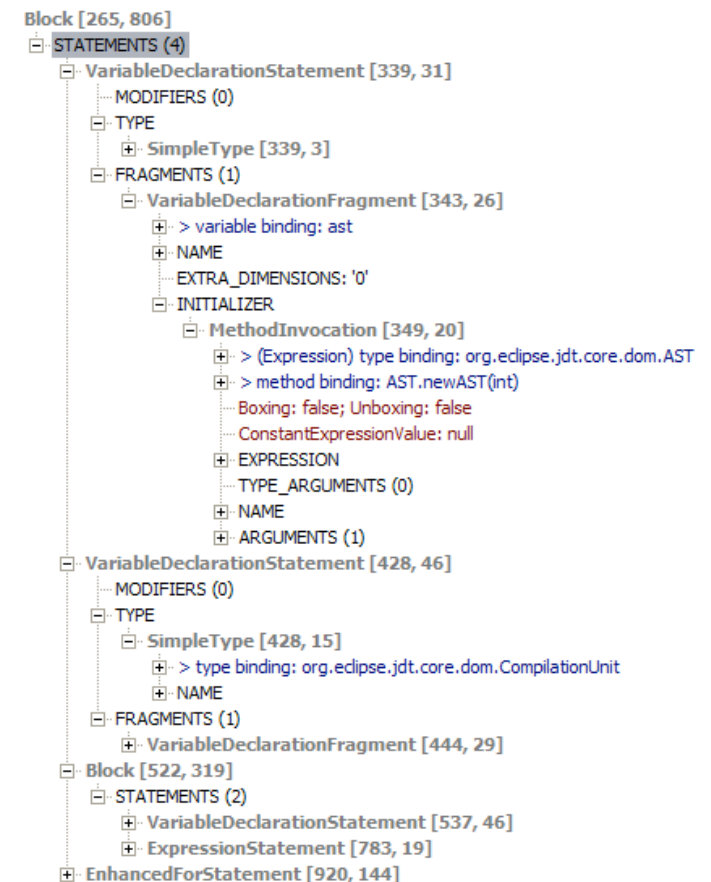 Block [265, 806]
STATEMENTS (4)
VariableDeclarationStatement [339, 31]
MODIFIERS (0)
TYPE
SimpleType [339, 3]
FRAGMENTS (1)
VariableDeclarationFragment [343, 26]
> variable binding: ast
NAME
EXTRA_DIMENSIONS: '0'
INITIALIZER
MethodInvocation [349, 20]
> (Expression) type binding: org.eclipse.jdt.core.dom.AST
> method binding: AST.newAST(int)
Boxing: false; Unboxing: false
ConstantExpressionValue: null
EXPRESSION
TYPE_ARGUMENTS (0)
NAME
ARGUMENTS (1)
VariableDeclarationStatement [428, 46]
MODIFIERS (0)
TYPE
SimpleType [428, 15]
> type binding: org.eclipse.jdt.core.dom.CompilationUnit
NAME
FRAGMENTS (1)
VariableDeclarationFragment [444, 29]
Block [522, 319]
STATEMENTS (2)
VariableDeclarationStatement [537, 46]
ExpressionStatement [783, 19]
EnhancedForStatement [920, 144]